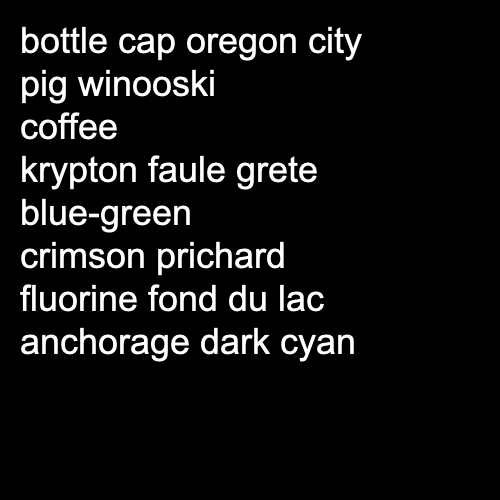 bottle cap oregon city
pig winooski
coffee
krypton faule grete
blue-green
crimson prichard
fluorine fond du lac
anchorage dark cyan